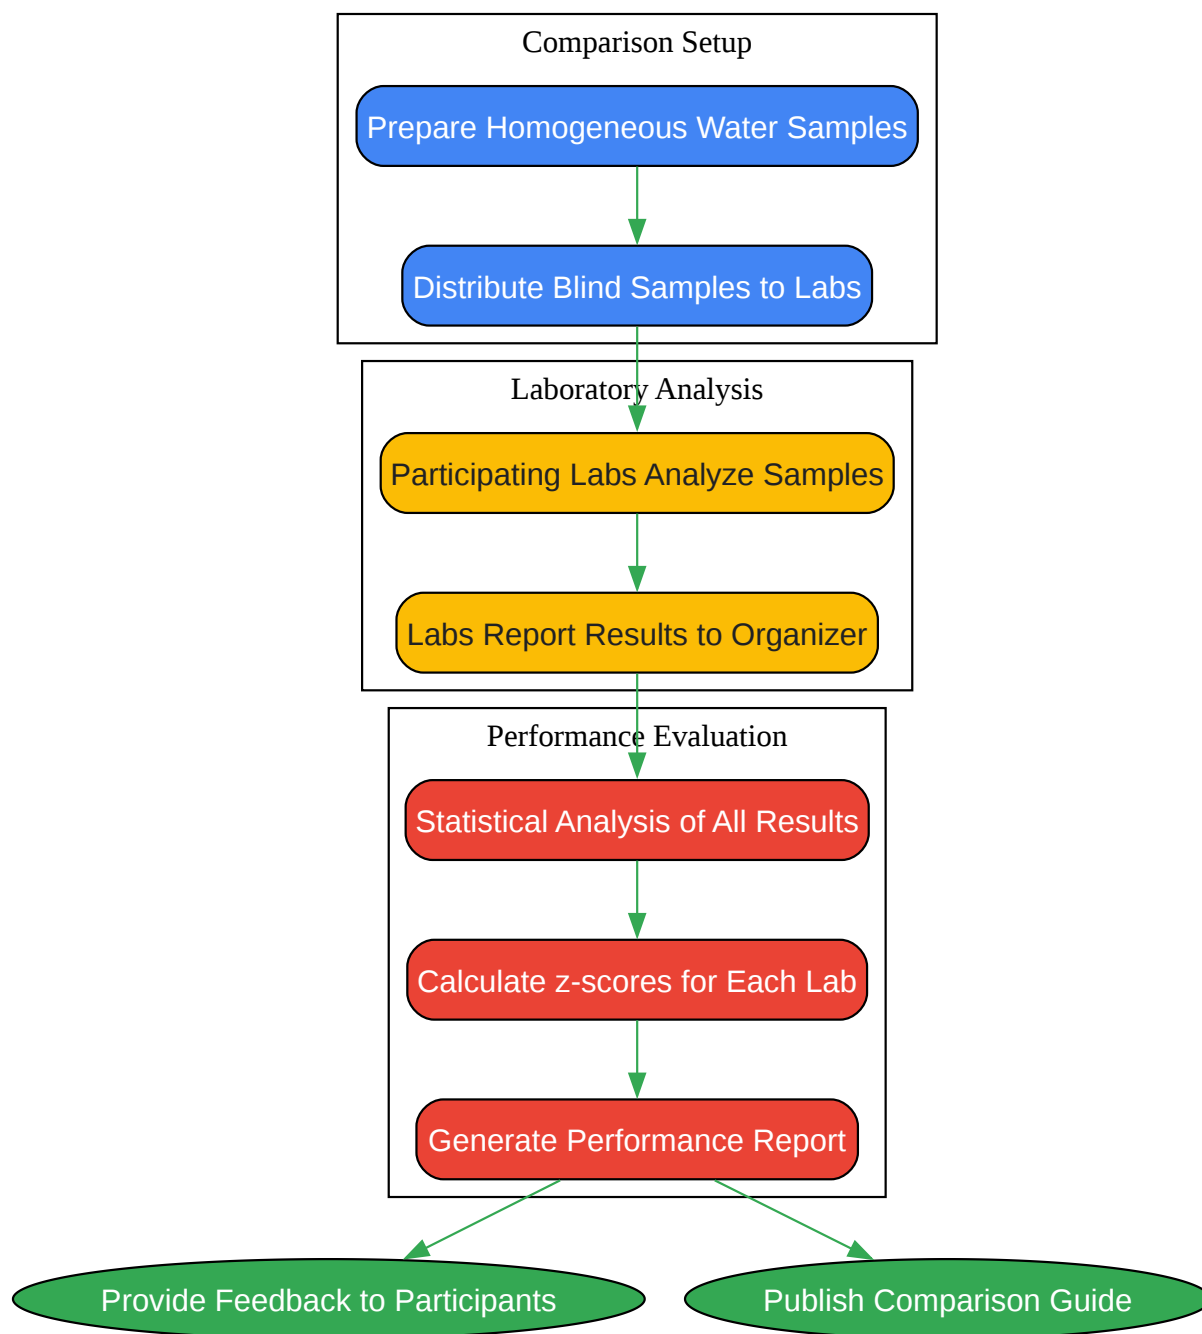 Comparison Setup
Prepare Homogeneous Water Samples
Distribute Blind Samples to Labs
Laboratory Analysis
Participating Labs Analyze Samples
Labs Report Results to Organizer
Performance Evaluation
Statistical Analysis of All Results
Calculate z-scores for Each Lab
Generate Performance Report
Provide Feedback to Participants
Publish Comparison Guide